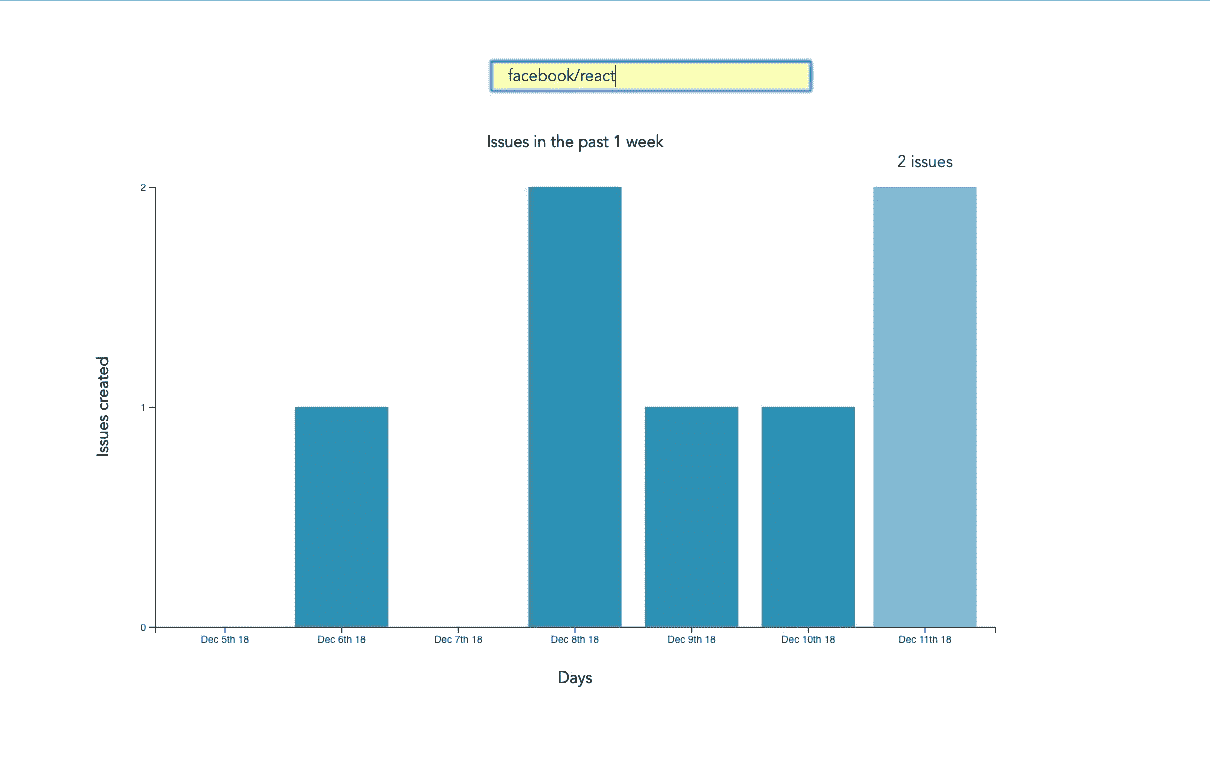 facebook/react
Issues in the past 1 week
2 issues
2
1
0
Issues created
Dec 5th 18 Dec 6th 18 Dec 7th 18 Dec 8th 18 Dec 9th 18 Dec 10th 18 Dec 11th 18
Days